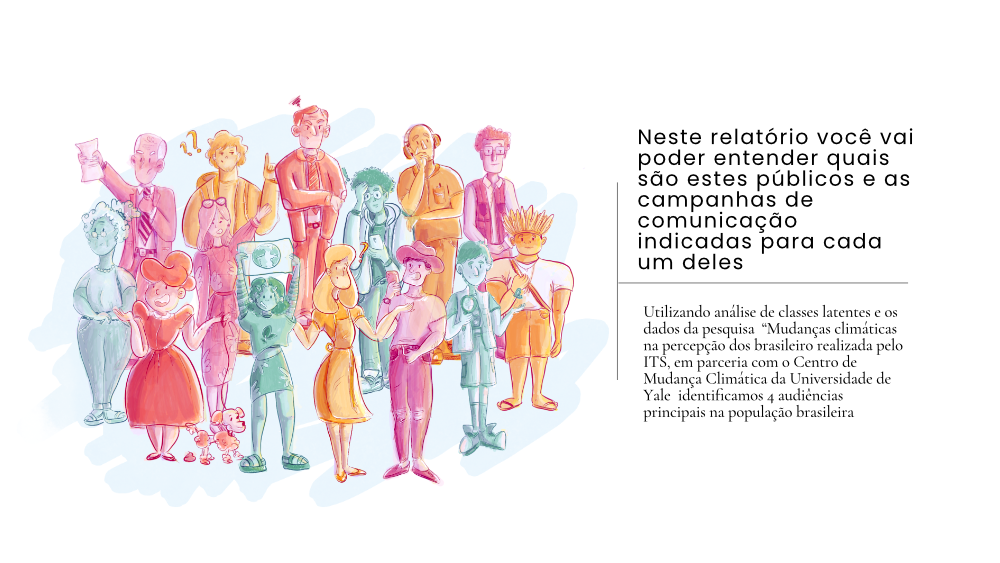 Neste relatório você vai
poder entender quais
são estes públicos e as
campanhas de
comunicação
indicadas para cada
um deles
Utilizando análise de classes latentes e os
dados da pesquisa “Mudanças climáticas
na percepção dos brasileiro realizada pelo
ITS, em parceria com o Centro de
Mudança Climática da Universidade de
Yale identificamos 4 audiências
principais na população brasileira